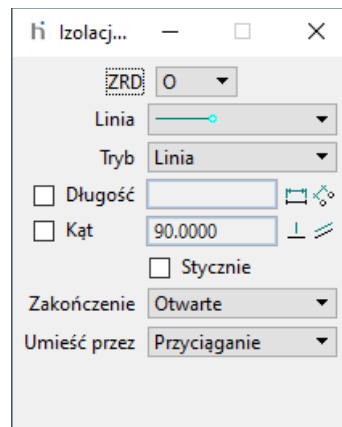 Izolacj...
ZRD O
Linia
Tryb Linia
Długość
Kąt 90.0000
Stycznie
Zakończenie Otwarte
Umieść przez Przyciąganie